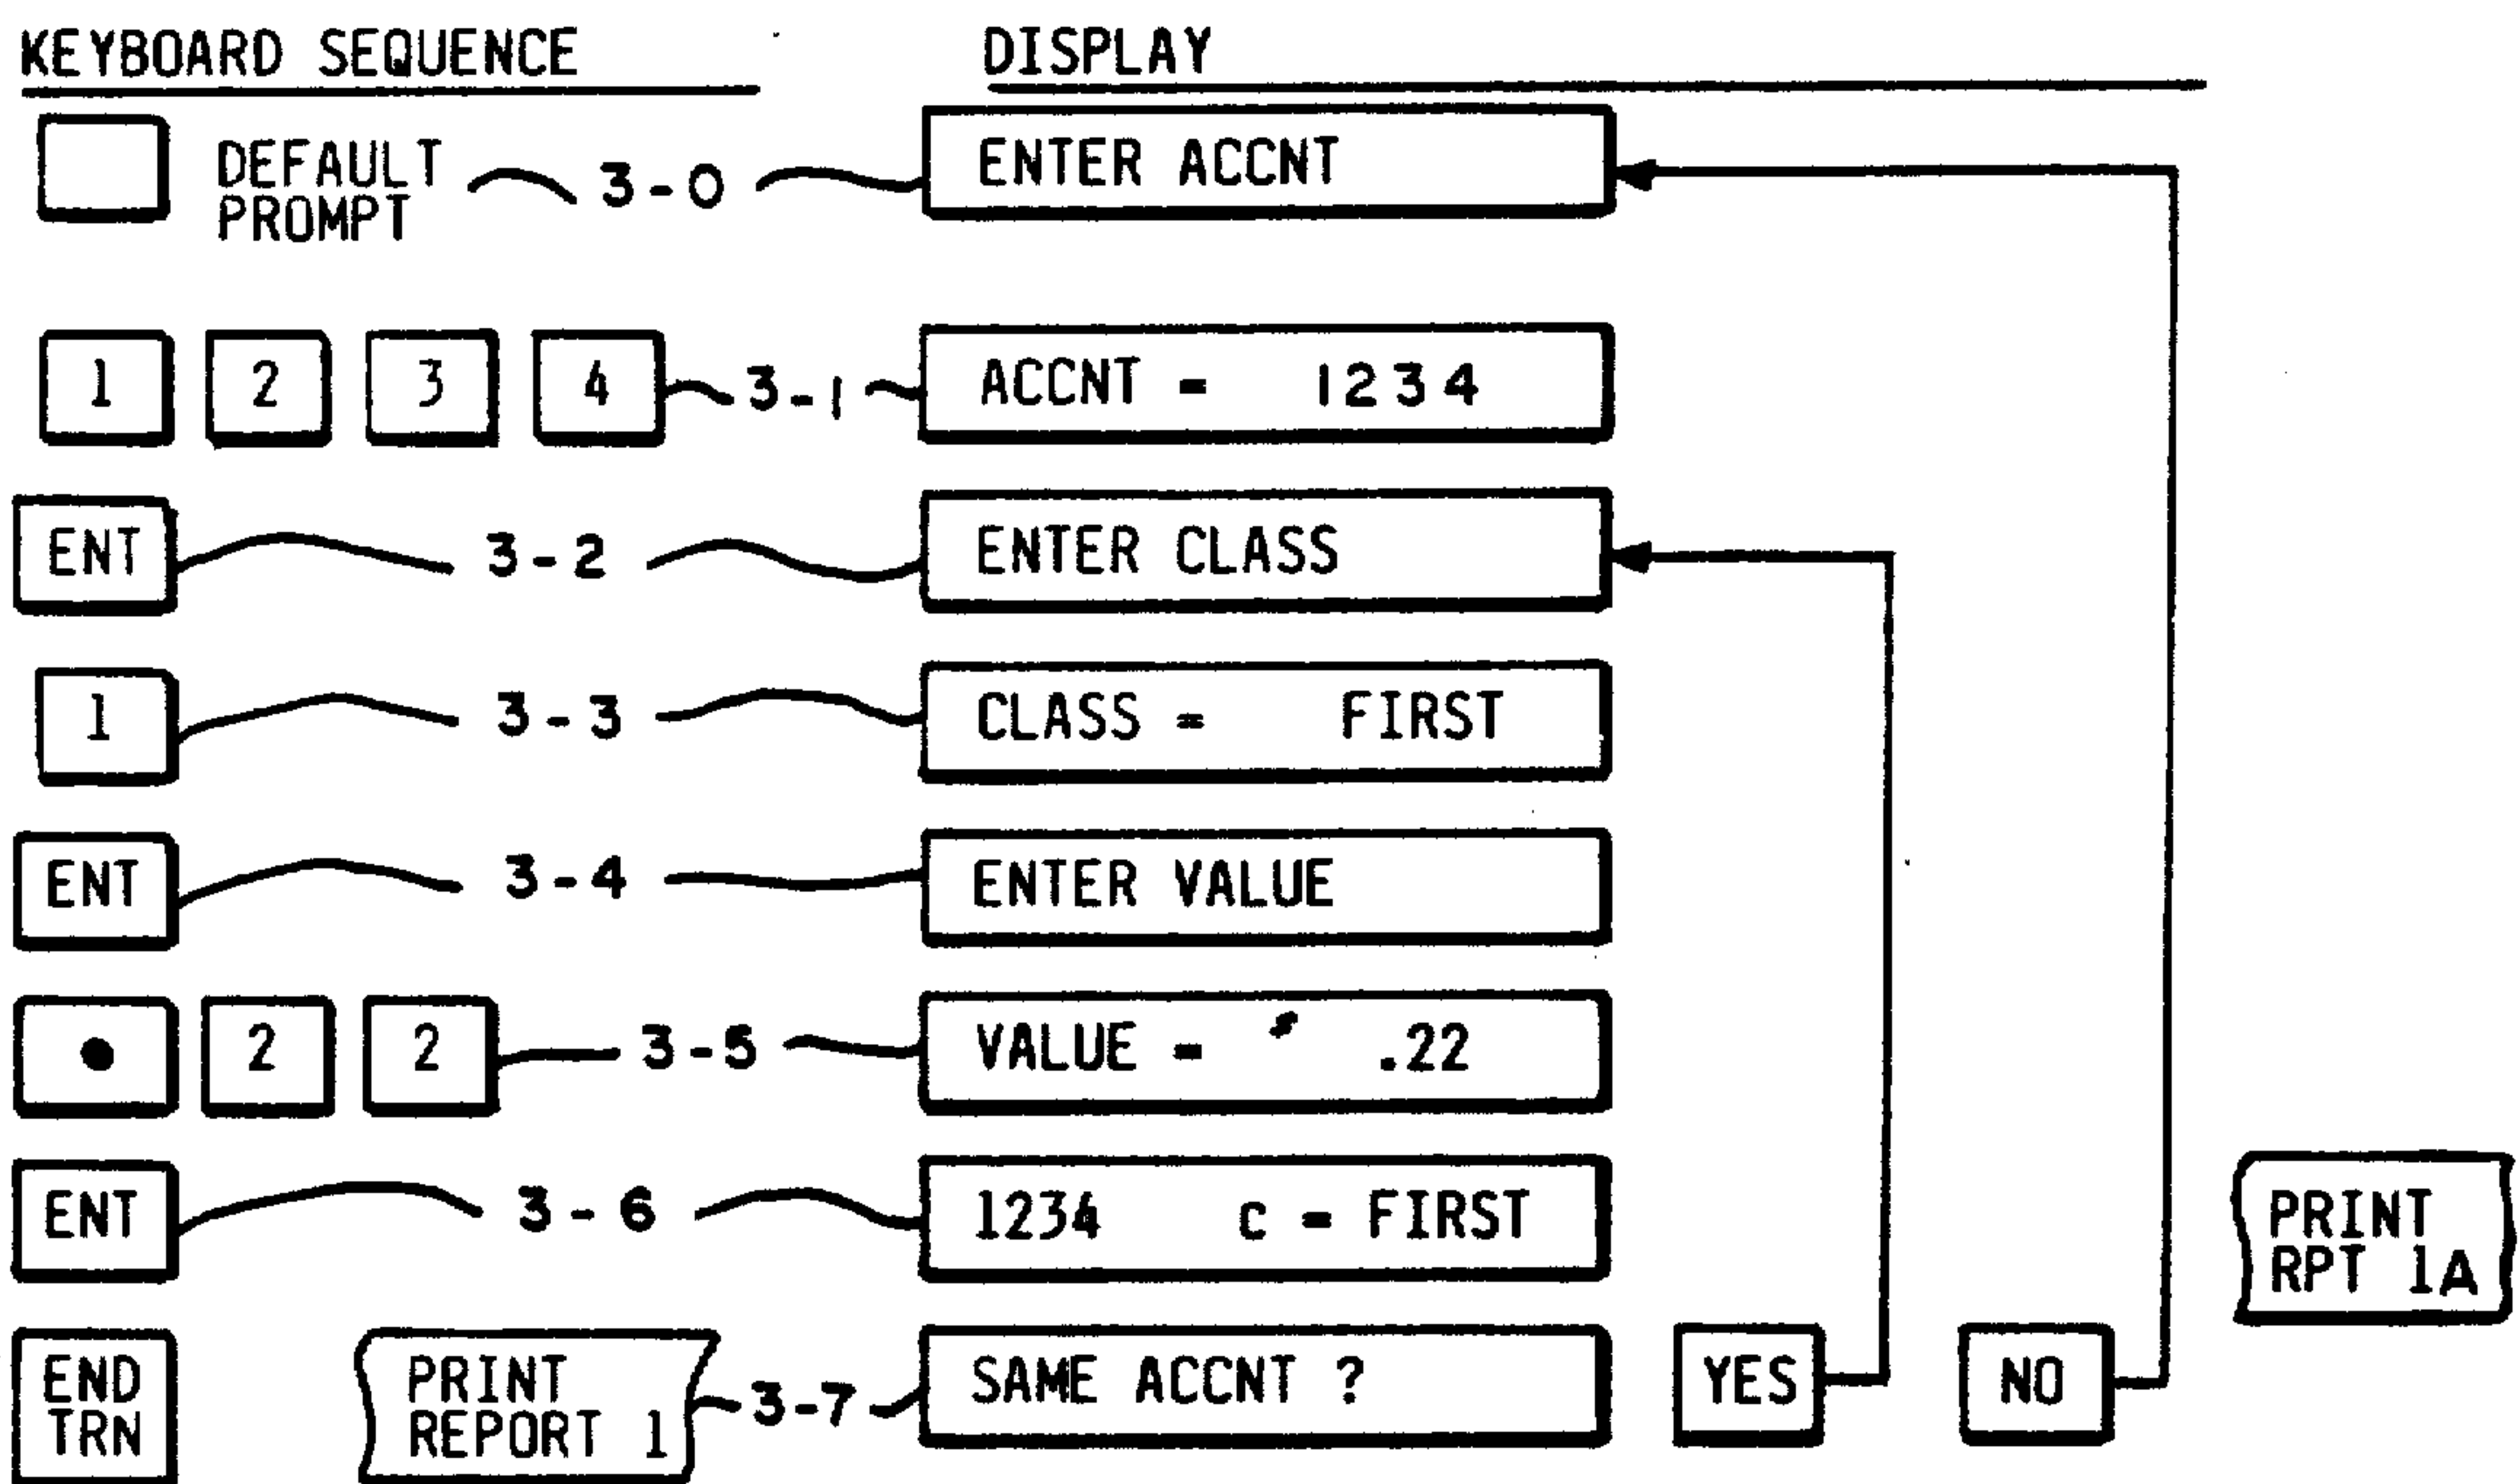 KEYBOARD SEQUENCE DISPLAY
DEFAULT
PROMPT
3-0
ENTER ACCNT
1 2 3 4 3-1 ACCNT = 1234
ENT 3-2 ENTER CLASS
1 3-3 CLASS = FIRST
ENT 3-4 ENTER VALUE
. 2 2 3-5 VALUE = .22
ENT 3-6 1234 c = FIRST
PRINT
RPT 1A
END
TRN
PRINT
REPORT 1
3-7
SAME ACCNT ?
YES
NO